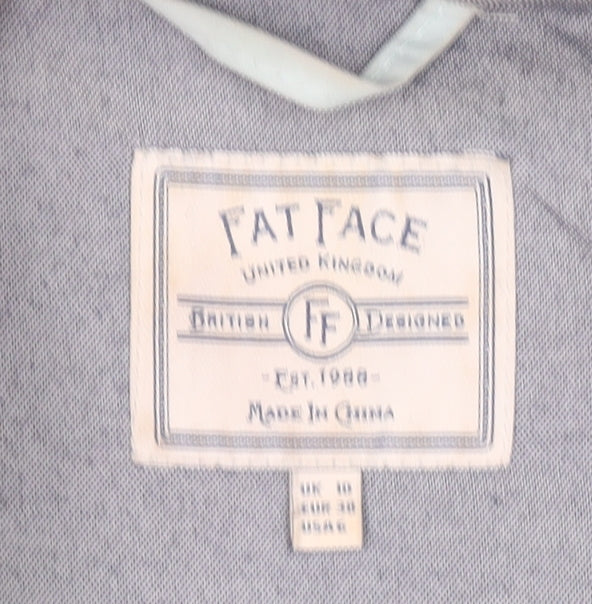 FAT FACE
UNITED KINGDOM
BRITISH FF DESIGNED
- EST. 1988 -
MADE IN CHINA
UK 10
EUR 38
USA 6